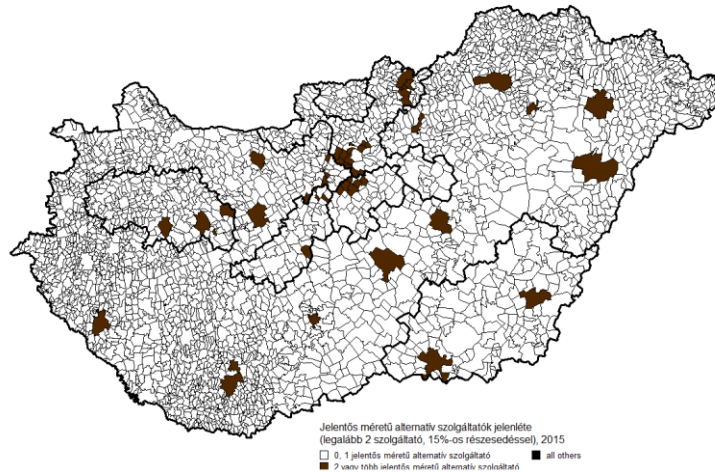 Jelentős méretű alternatív szolgáltatók jelenléte
(legalább 2 szolgáltató, 15%-os részesedéssel), 2015
0, 1 jelentős méretű alternatív szolgáltató
all others
2 vagy több jelentős méretű alternatív szolgáltató